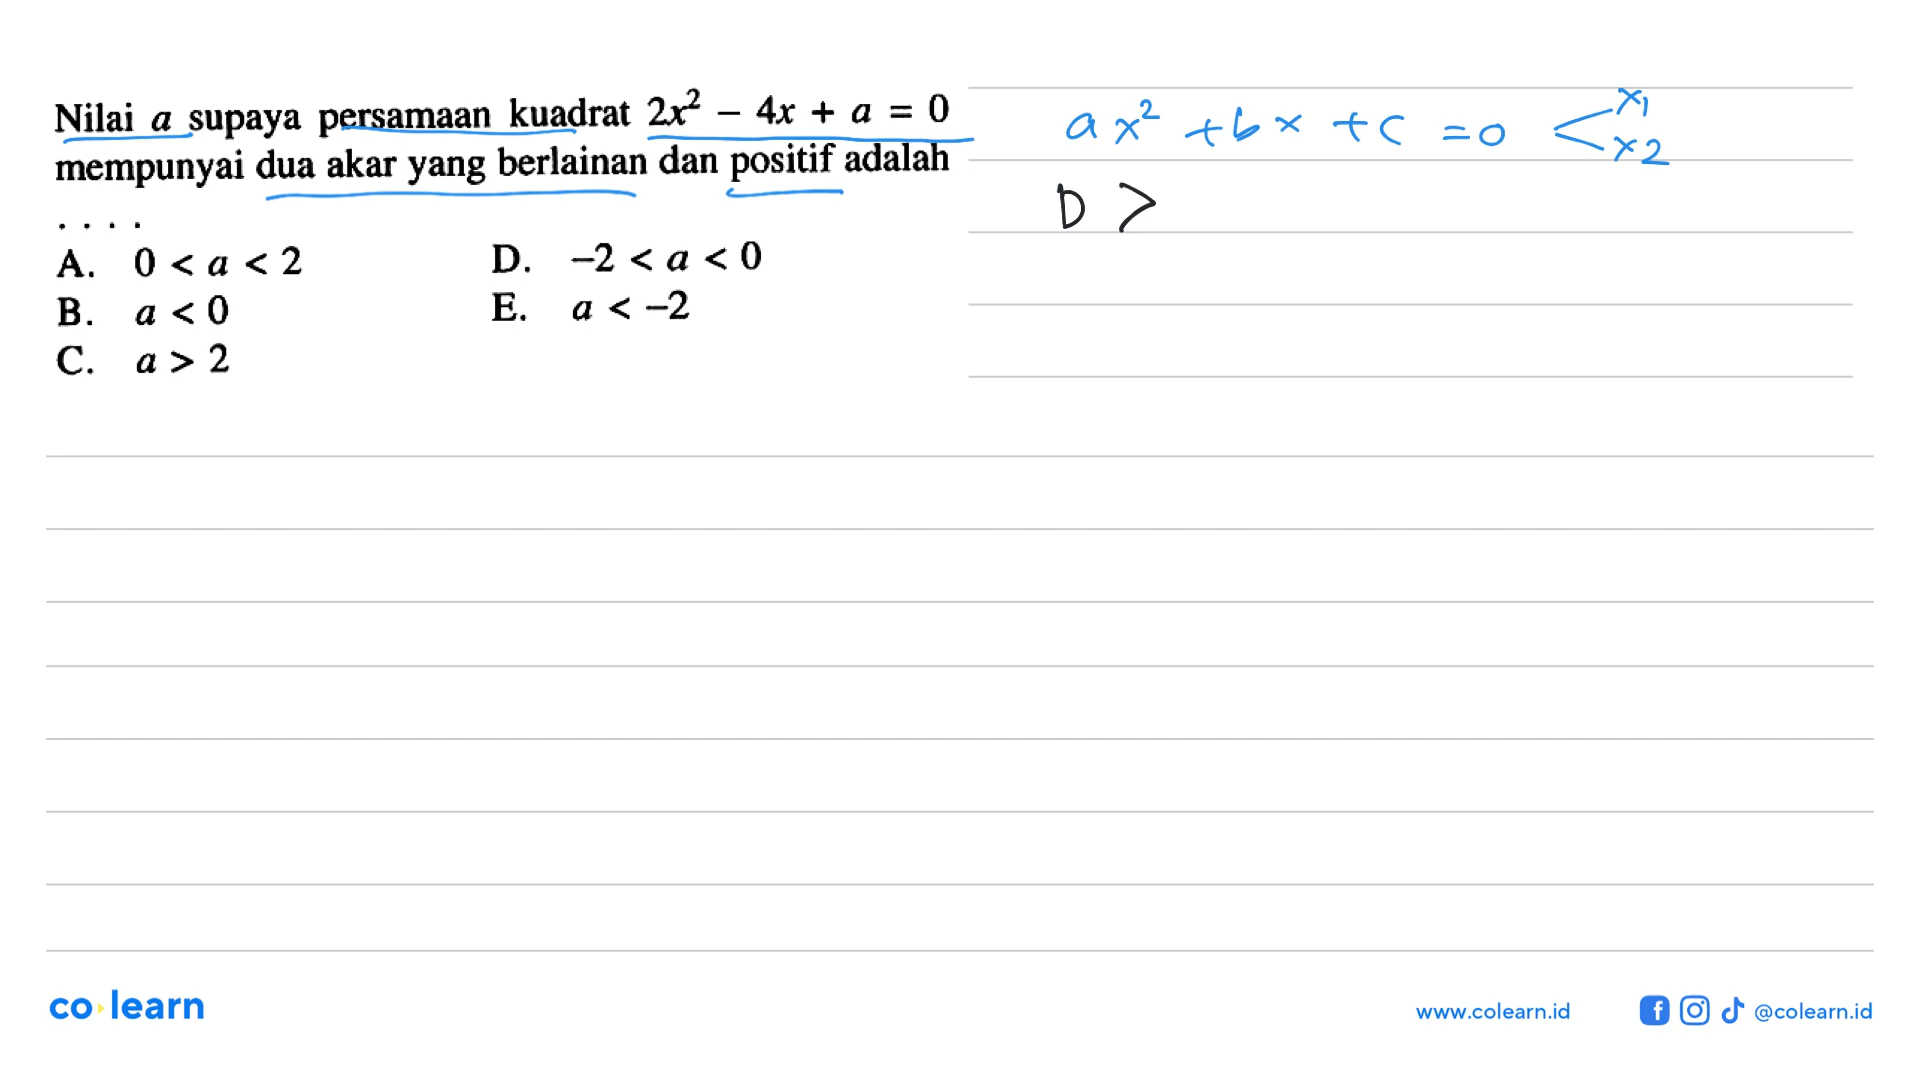 Nilai a supaya persamaan kuadrat 2x² – 4x + a = 0
mempunyai dua akar yang berlainan dan positif adalah
. . . .
A. 0 < a < 2
B. a < 0
C. a > 2
D. –2 < a < 0
E. a < –2
ax² + bx + c = 0 < x1 x2
D >
co learn
www.colearn.id
@colearn.id